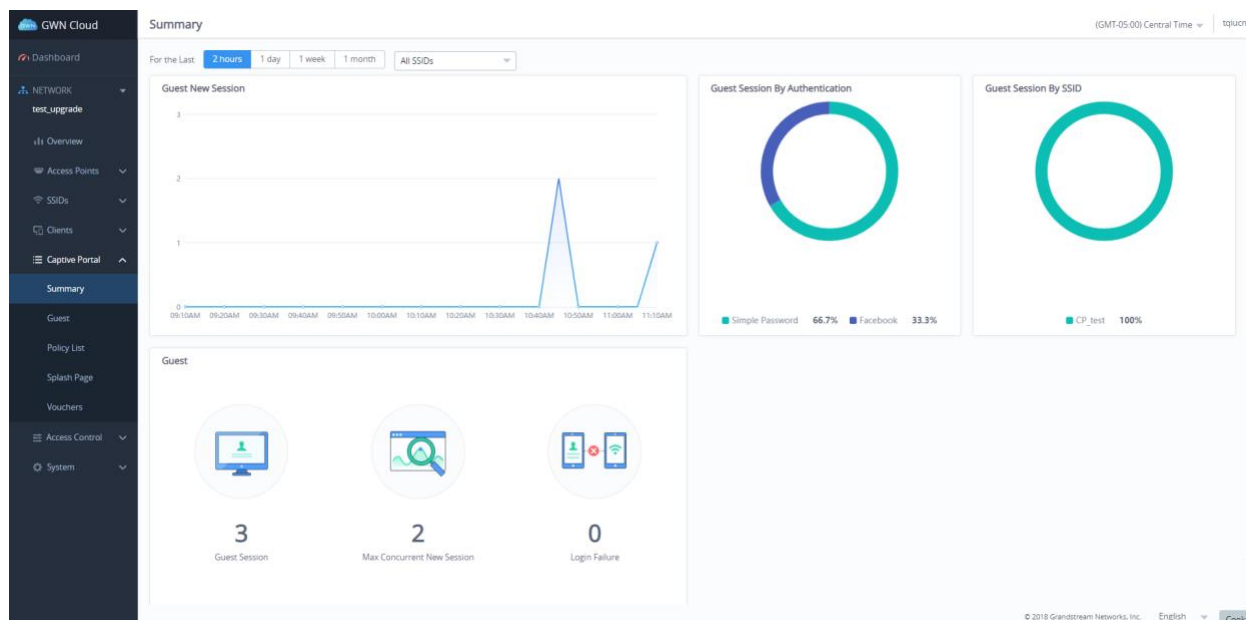 GWN Cloud
Summary
(GMT-05:00) Central Time
Dashboard
For the Last 2 hours 1 day 1 week 1 month All SSIDs
NETWORK
test_upgrade
Overview
Access Points
SSIDs
Clients
Captive Portal
Summary
Guest
Policy List
Splash Page
Vouchers
Access Control
System
Guest New Session
3
2
1
0
09:10AM 09:20AM 09:30AM 09:40AM 09:50AM 10:00AM 10:10AM 10:20AM 10:30AM 10:40AM 10:50AM 11:00AM 11:10AM
Guest Session By Authentication
Simple Password 66.7% Facebook 33.3%
Guest Session By SSID
CP_test 100%
Guest
3
Guest Session
2
Max Concurrent New Session
0
Login Failure
© 2018 Grandstream Networks, Inc. English